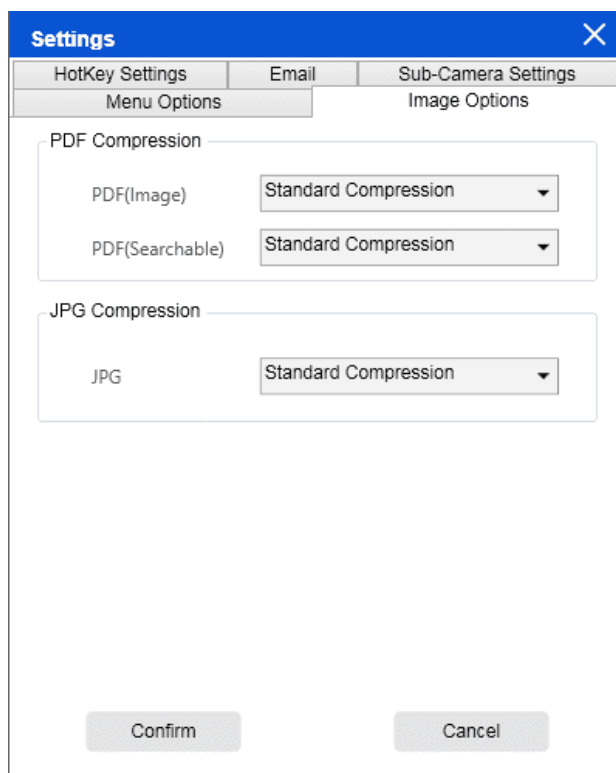 Settings
HotKey Settings Email Sub-Camera Settings
Menu Options Image Options
PDF Compression
PDF(Image) Standard Compression
PDF(Searchable) Standard Compression
JPG Compression
JPG Standard Compression
Confirm Cancel